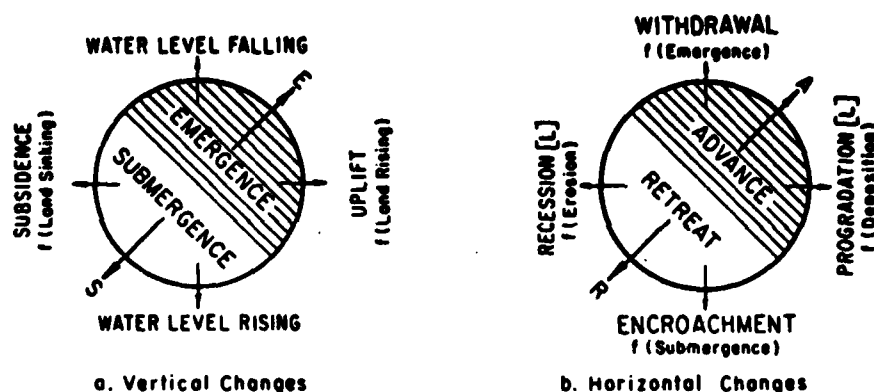 WATER LEVEL FALLING
E
EMERGENCE
SUBMERGENCE
SUBSIDENCE
f (Land Sinking)
UPLIFT
f (Land Rising)
S
WATER LEVEL RISING
a. Vertical Changes
WITHDRAWAL
f (Emergence)
A
ADVANCE
RETREAT
RECESSION [L]
f (Erosion)
PROGRADATION [L]
f (Deposition)
R
ENCROACHMENT
f (Submergence)
b. Horizontal Changes